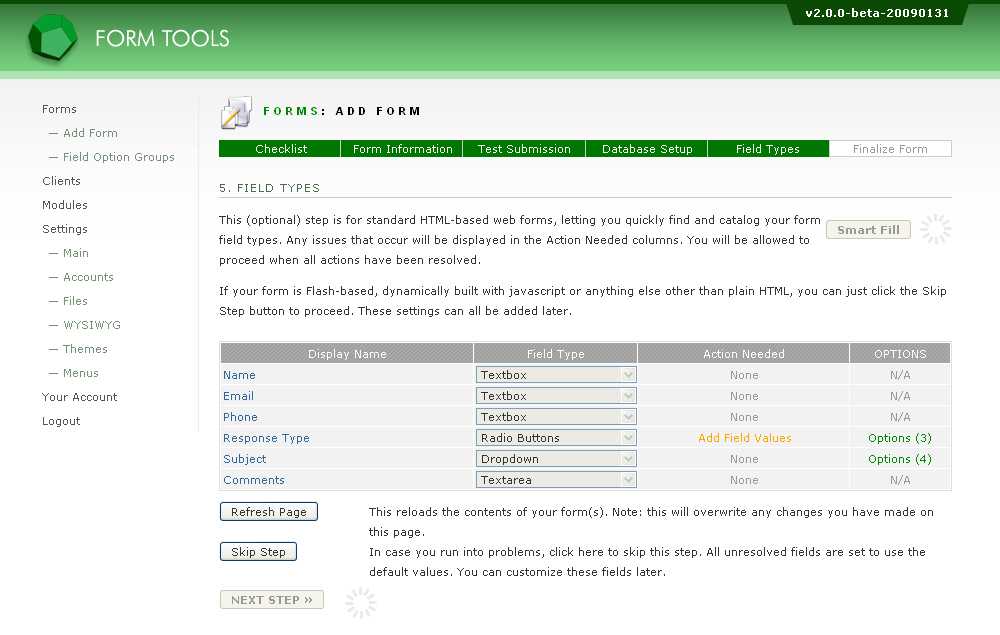 v2.0.0-beta-20090131
FORM TOOLS
Forms
— Add Form
— Field Option Groups
Clients
Modules
Settings
— Main
— Accounts
— Files
— WYSIWYG
— Themes
— Menus
Your Account
Logout
FORMS: ADD FORM
Checklist Form Information Test Submission Database Setup Field Types Finalize Form
5. FIELD TYPES
This (optional) step is for standard HTML-based web forms, letting you quickly find and catalog your form
field types. Any issues that occur will be displayed in the Action Needed columns. You will be allowed to
proceed when all actions have been resolved.
Smart Fill
If your form is Flash-based, dynamically built with javascript or anything else other than plain HTML, you can just click the Skip
Step button to proceed. These settings can all be added later.
Display Name Field Type Action Needed OPTIONS
Name Textbox None N/A
Email Textbox None N/A
Phone Textbox None N/A
Response Type Radio Buttons Add Field Values Options (3)
Subject Dropdown None Options (4)
Comments Textarea None N/A
Refresh Page This reloads the contents of your form(s). Note: this will overwrite any changes you have made on
this page.
Skip Step In case you run into problems, click here to skip this step. All unresolved fields are set to use the
default values. You can customize these fields later.
NEXT STEP »